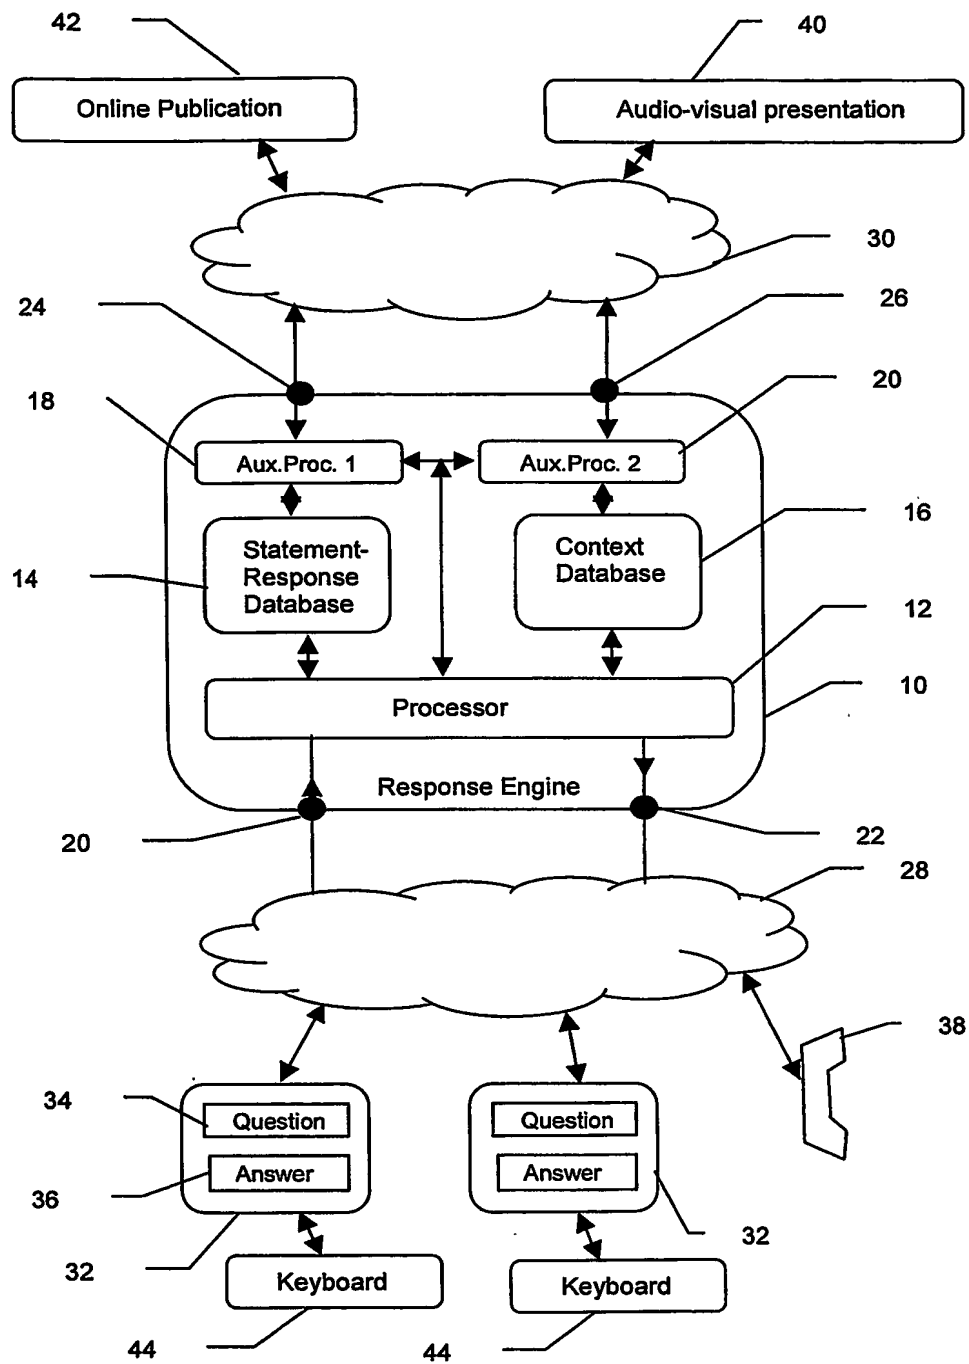 42
40
Online Publication
Audio-visual presentation
30
24
26
20
18
Aux.Proc. 1
Aux.Proc. 2
16
Statement-
Response
Database
Context
Database
14
12
10
Processor
Response Engine
20
22
28
38
34
Question
Question
Answer
Answer
36
32
32
Keyboard
Keyboard
44
44